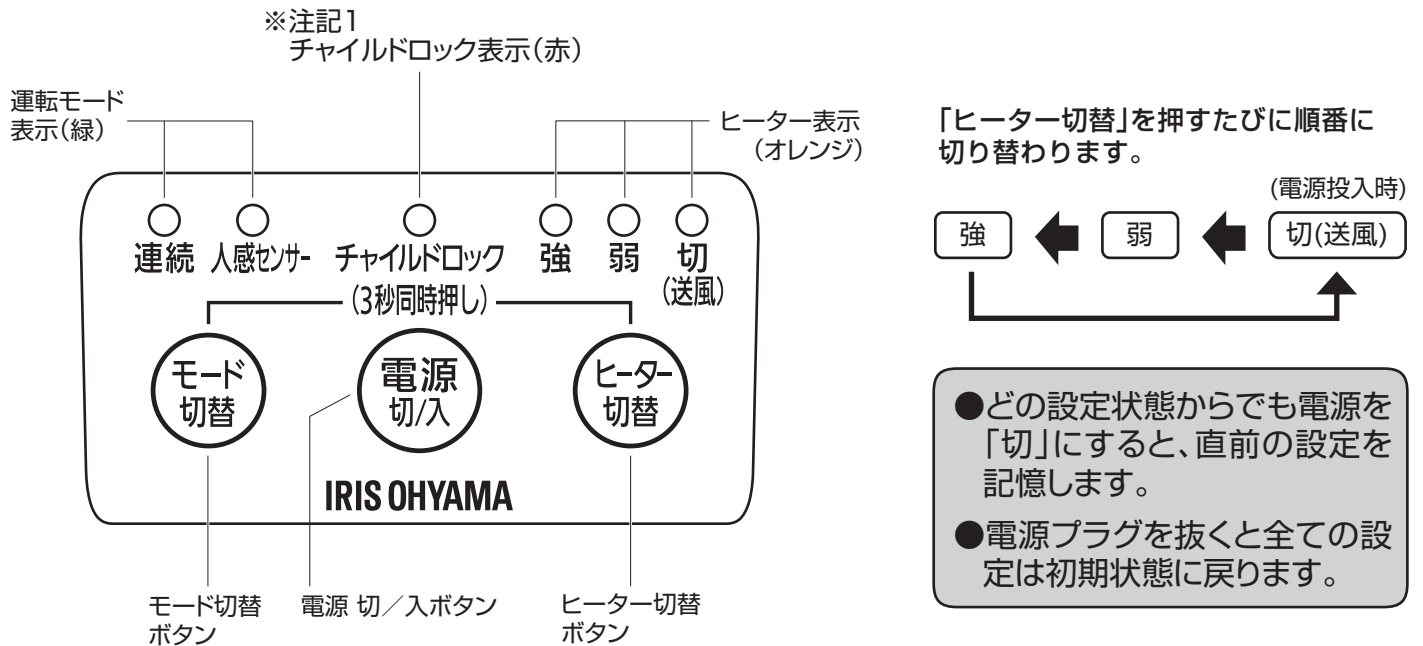 ※注記1
チャイルドロック表示(赤)
運転モード
表示(緑)
ヒーター表示
(オレンジ)
連続
人感センサー
チャイルドロック
強
弱
切
(送風)
(3秒同時押し)
モード
切替
電源
切/入
ヒーター
切替
IRIS OHYAMA
モード切替
ボタン
電源 切／入ボタン
ヒーター切替
ボタン
「ヒーター切替」を押すたびに順番に
切り替わります。
(電源投入時)
強
弱
切(送風)
●どの設定状態からでも電源を
「切」にすると、直前の設定を
記憶します。
●電源プラグを抜くと全ての設
定は初期状態に戻ります。